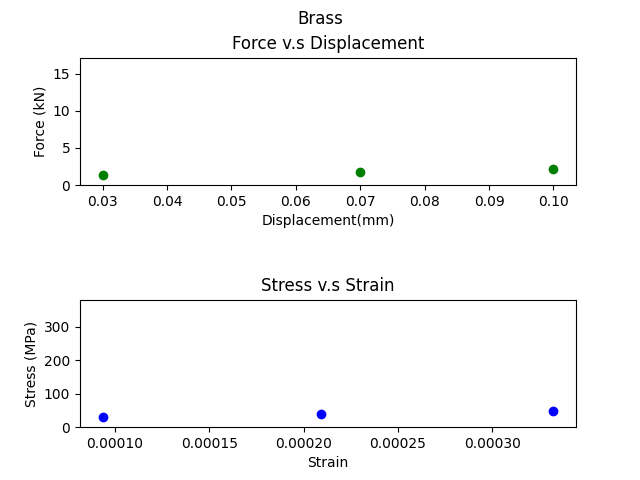 Brass
Force v.s Displacement
15
10
5
0
Force (kN)
0.03 0.04 0.05 0.06 0.07 0.08 0.09 0.10
Displacement(mm)
Stress v.s Strain
300
200
100
0
Stress (MPa)
0.00010 0.00015 0.00020 0.00025 0.00030
Strain